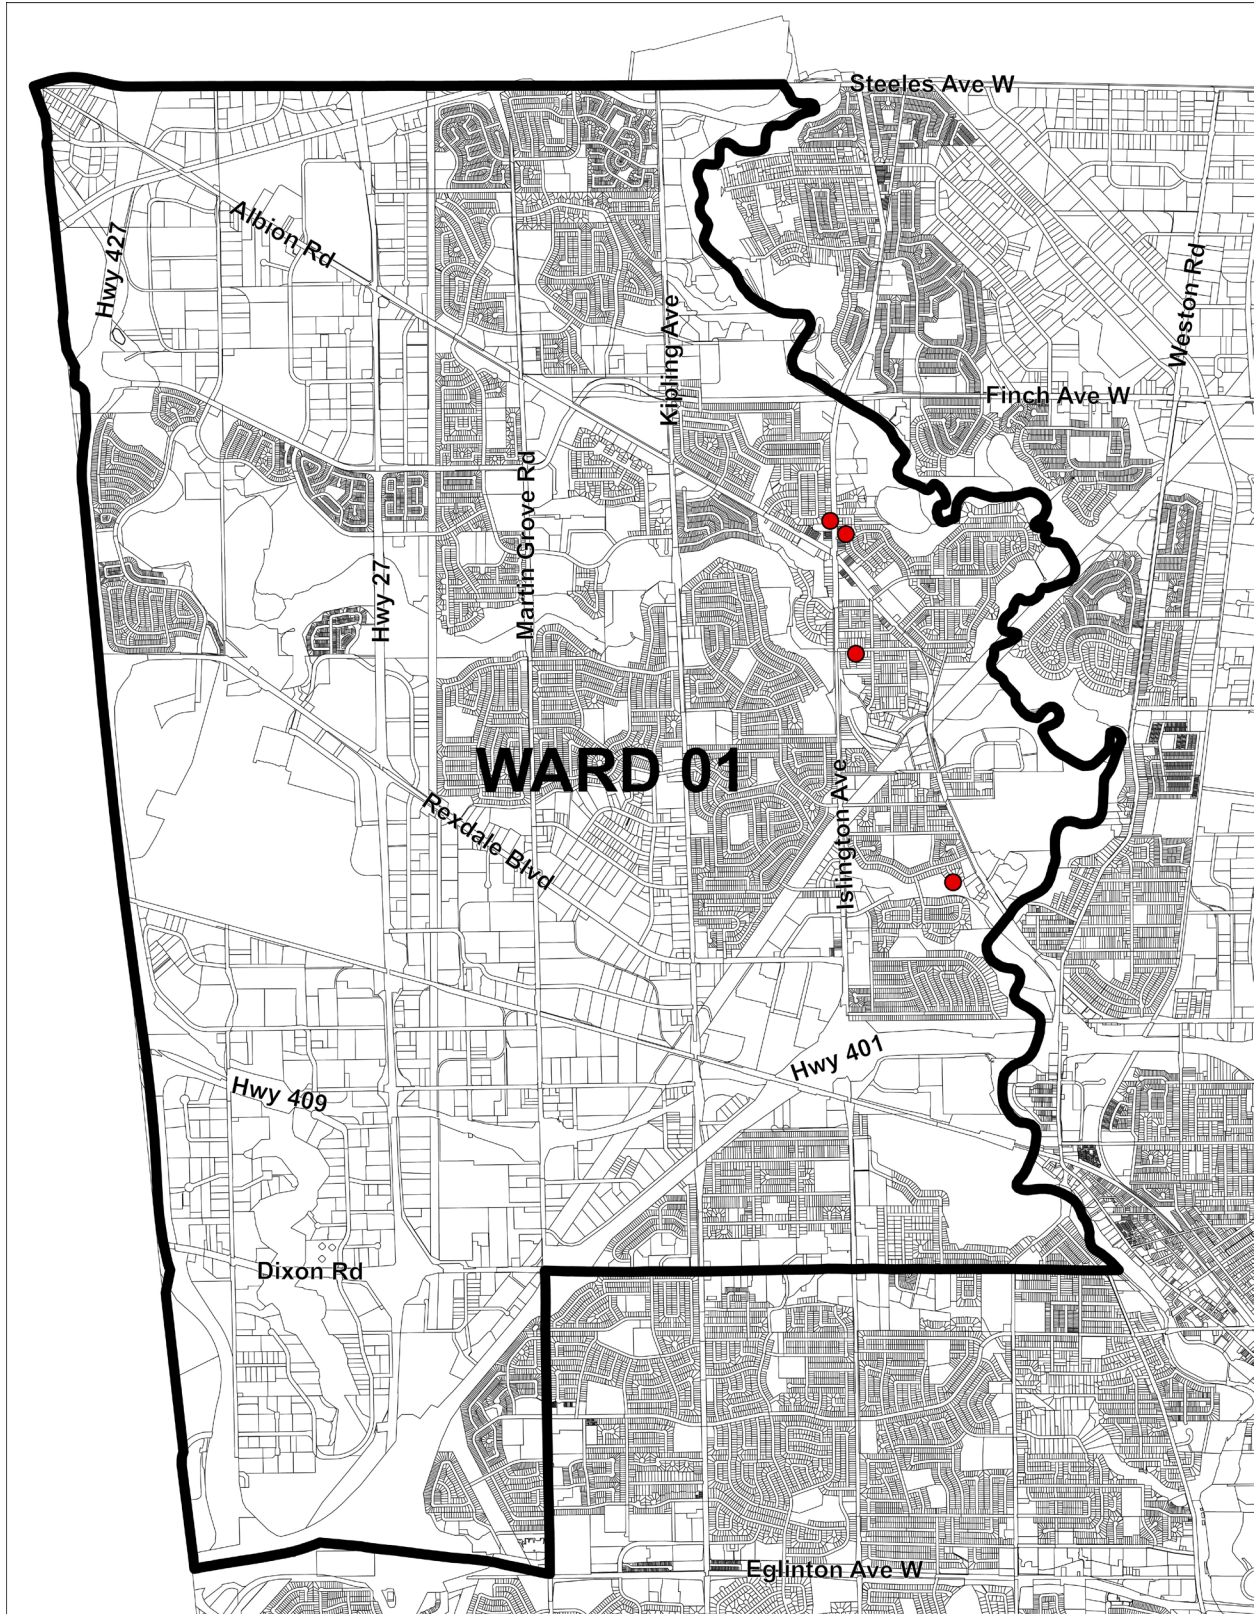 Steeles Ave W
Albion Rd
Hwy 427
Weston Rd
Kipling Ave
Finch Ave W
Martin Grove Rd
Hwy 27
WARD 01
Rexdale Blvd
Islington Ave
Hwy 401
Hwy 409
Dixon Rd
Eglinton Ave W